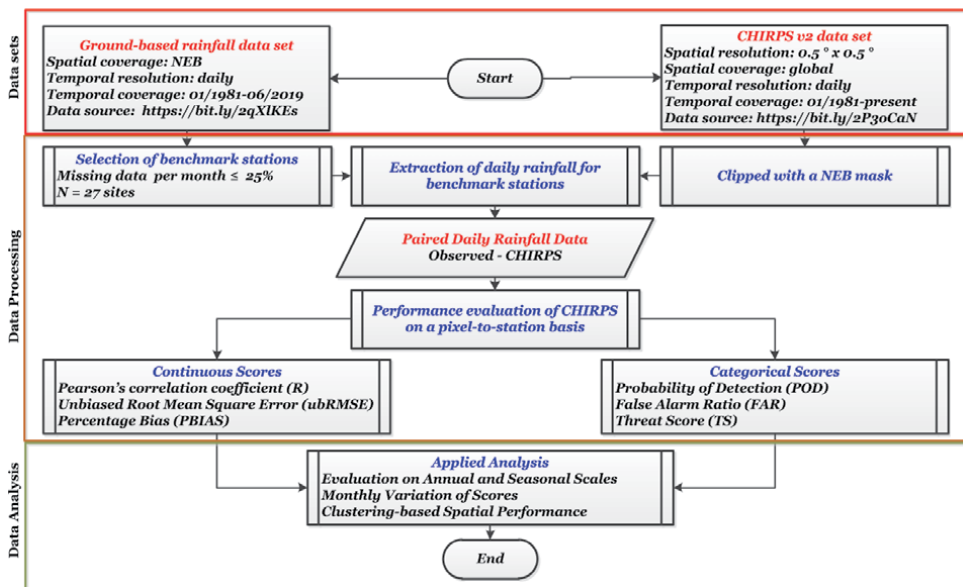 Data sets
Ground-based rainfall data set
Spatial coverage: NEB
Temporal resolution: daily
Temporal coverage: 01/1981-06/2019
Data source: https://bit.ly/2qXlKEs
Start
CHIRPS v2 data set
Spatial resolution: 0.5 ° x 0.5 °
Spatial coverage: global
Temporal resolution: daily
Temporal coverage: 01/1981-present
Data source: https://bit.ly/2P3oCaN
Data Processing
Selection of benchmark stations
Missing data per month ≤ 25%
N = 27 sites
Extraction of daily rainfall for
benchmark stations
Clipped with a NEB mask
Paired Daily Rainfall Data
Observed - CHIRPS
Performance evaluation of CHIRPS
on a pixel-to-station basis
Continuous Scores
Pearson's correlation coefficient (R)
Unbiased Root Mean Square Error (ubRMSE)
Percentage Bias (PBIAS)
Categorical Scores
Probability of Detection (POD)
False Alarm Ratio (FAR)
Threat Score (TS)
Data Analysis
Applied Analysis
Evaluation on Annual and Seasonal Scales
Monthly Variation of Scores
Clustering-based Spatial Performance
End